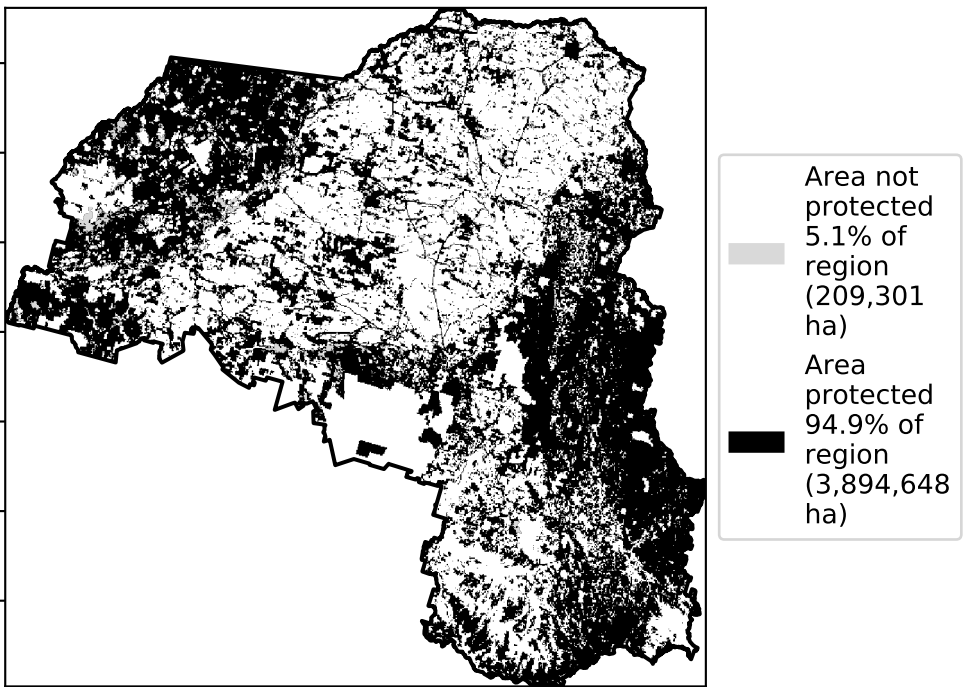 Area not
protected
5.1% of
region
(209,301
ha)
Area
protected
94.9% of
region
(3,894,648
ha)